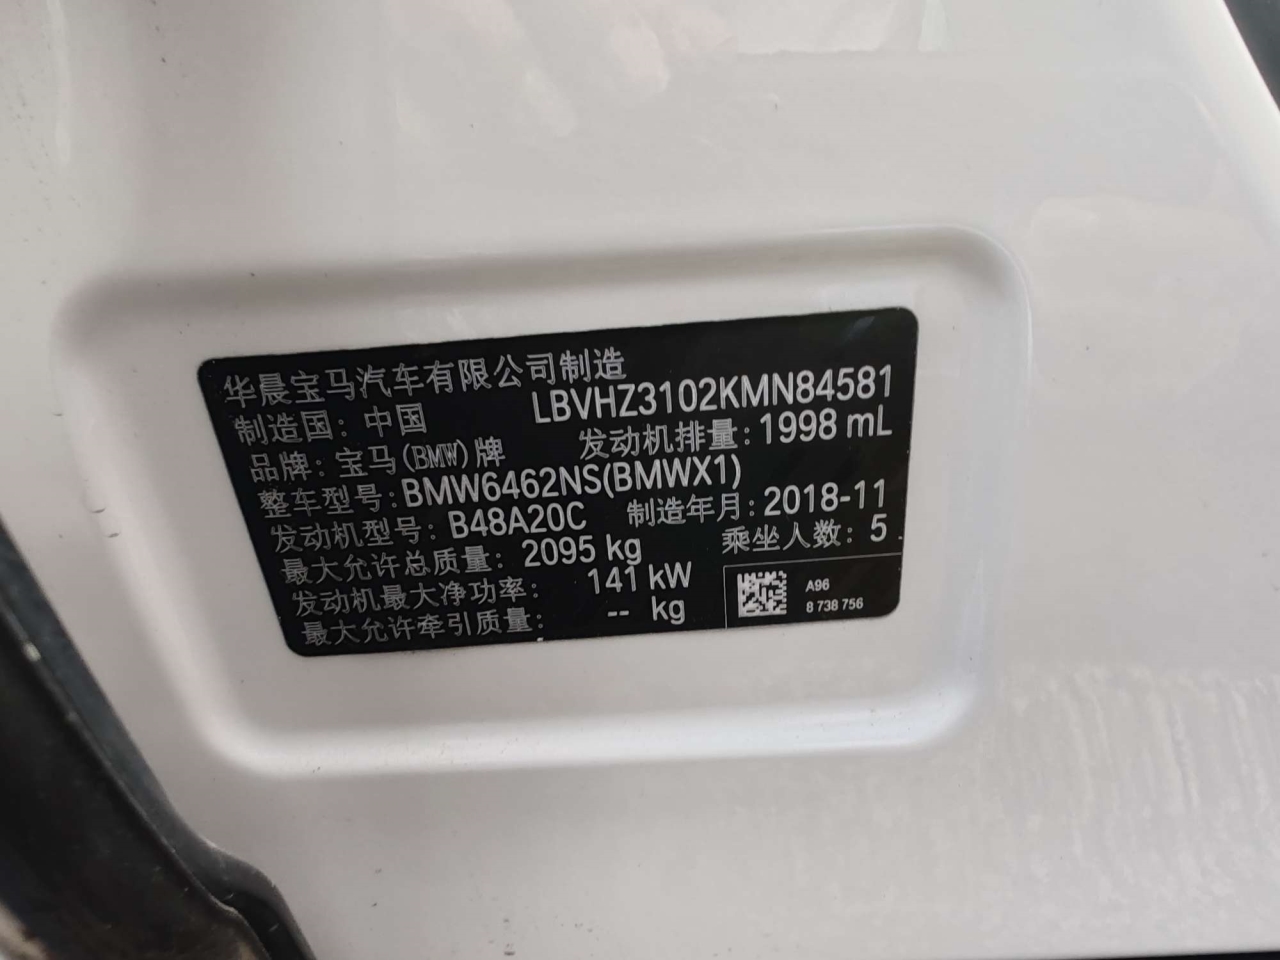 华晨宝马汽车有限公司制造
制造国：中国 LBVHZ3102KMN84581
品牌：宝马(BMW)牌 发动机排量：1998 mL
整车型号：BMW6462NS(BMWX1)
发动机型号：B48A20C 制造年月：2018-11
最大允许总质量：2095 kg 乘坐人数：5
发动机最大净功率： 141 kW
最大允许牵引质量： -- kg
A96
8 738 756